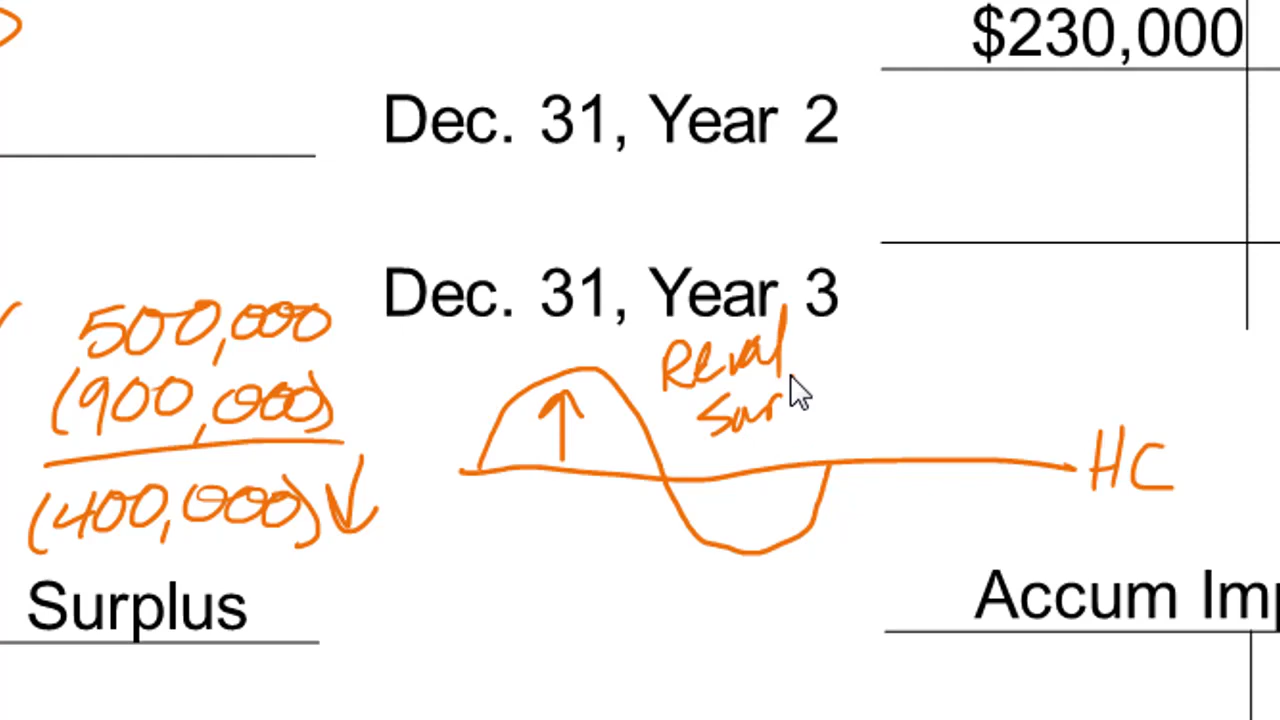 $230,000
Dec. 31, Year 2
Dec. 31, Year 3
500,000
(900,000)
(400,000)
Reval
Sur
HC
Surplus
Accum Imp